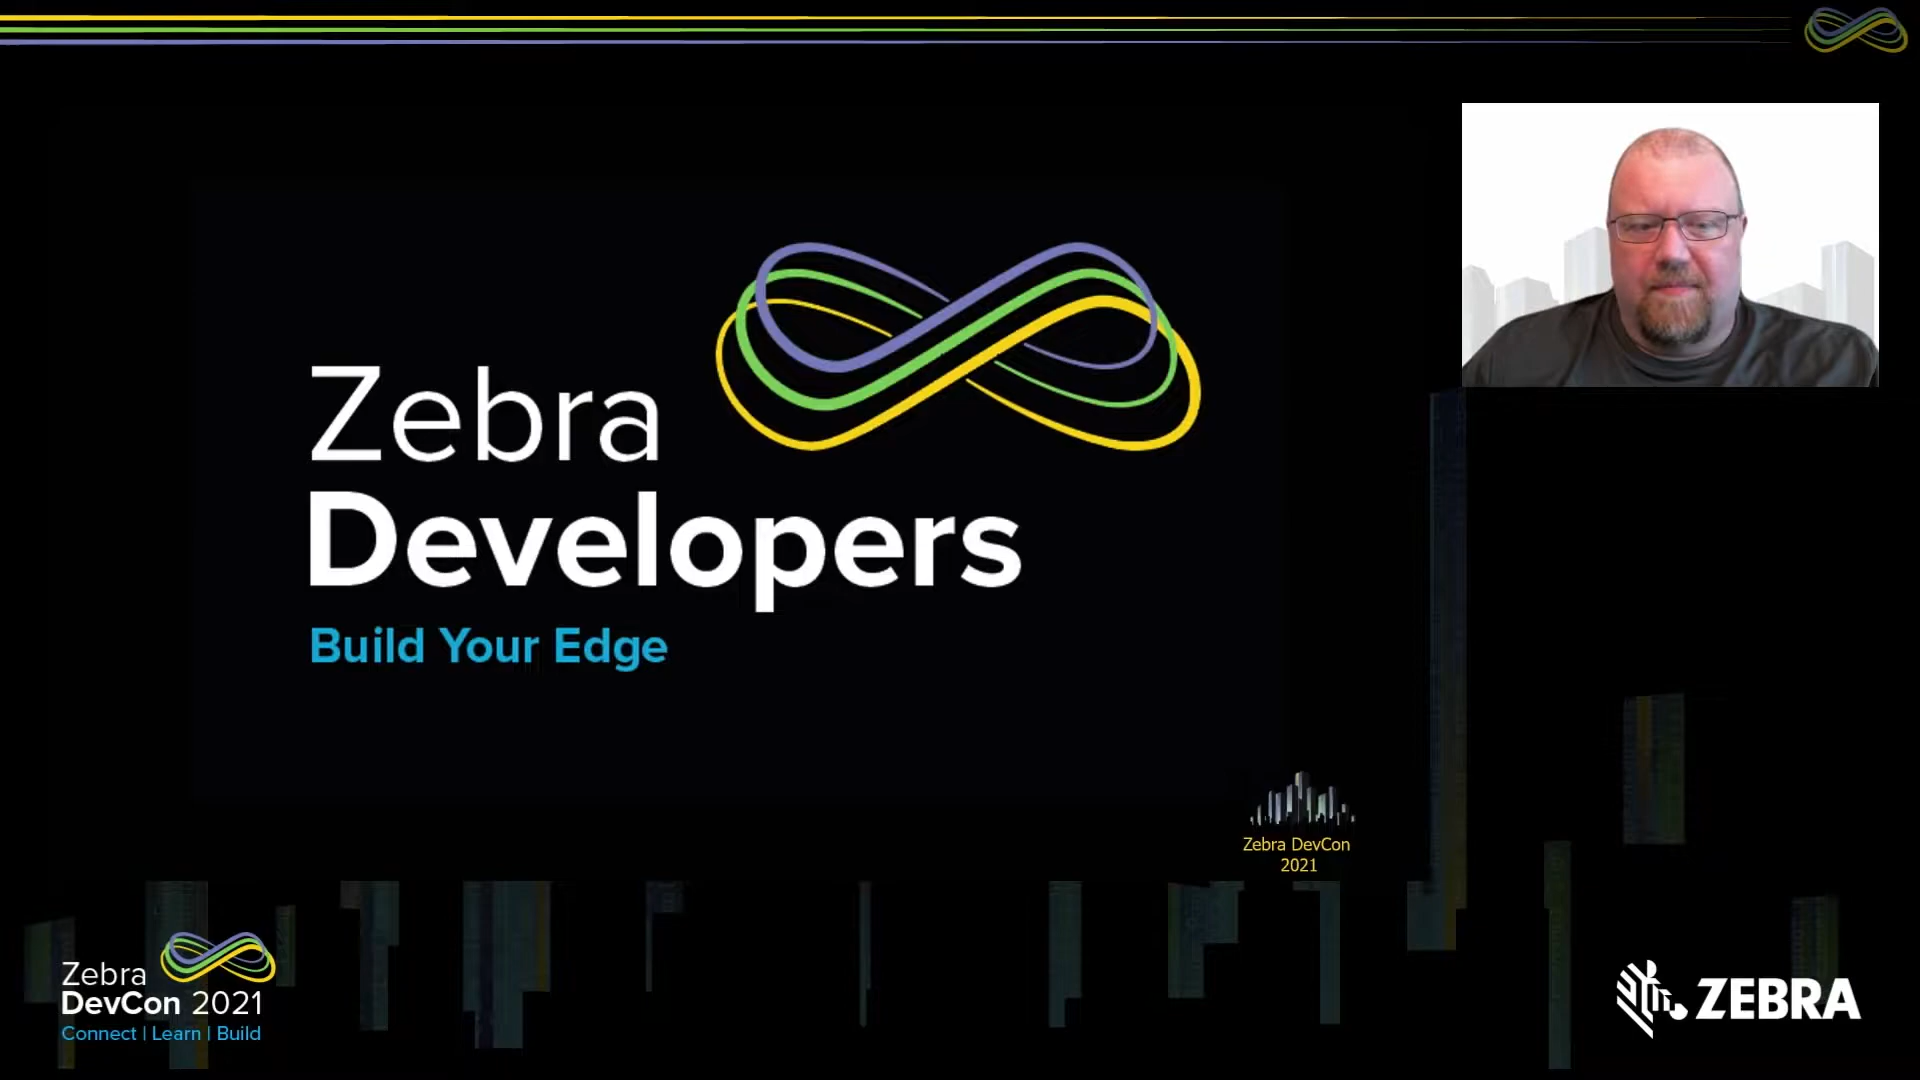 Zebra
Developers
Build Your Edge
Zebra DevCon
2021
Zebra
DevCon 2021
Connect | Learn | Build
ZEBRA